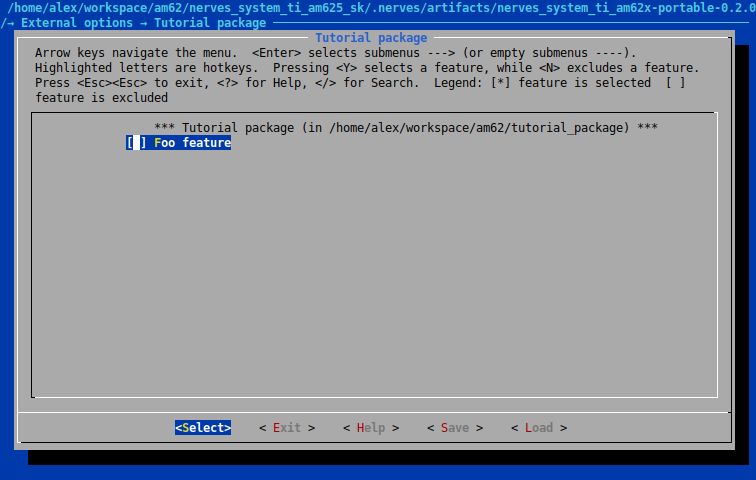 /home/alex/workspace/am62/nerves_system_ti_am625_sk/.nerves/artifacts/nerves_system_ti_am62x-portable-0.2.0
/→ External options → Tutorial package
Tutorial package
Arrow keys navigate the menu.  <Enter> selects submenus ---> (or empty submenus ----).
Highlighted letters are hotkeys.  Pressing <Y> selects a feature, while <N> excludes a feature.
Press <Esc><Esc> to exit, <?> for Help, </> for Search.  Legend: [*] feature is selected  [ ]
feature is excluded
*** Tutorial package (in /home/alex/workspace/am62/tutorial_package) ***
[ ] Foo feature
<Select>    < Exit >    < Help >    < Save >    < Load >